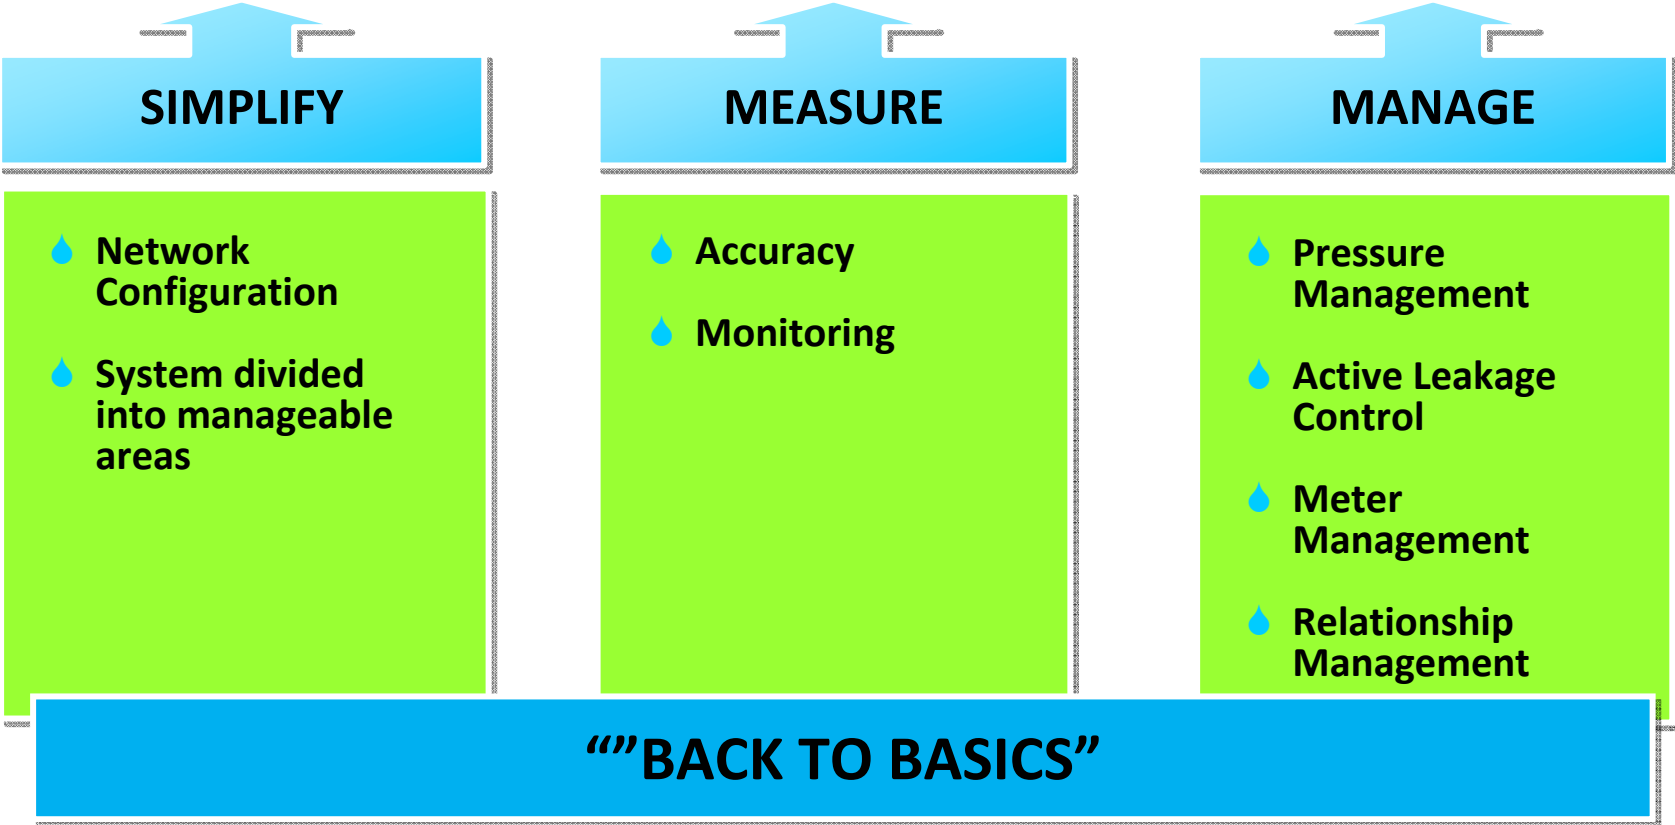 SIMPLIFY
Network
Configuration
System divided
into manageable
areas
MEASURE
Accuracy
Monitoring
MANAGE
Pressure
Management
Active Leakage
Control
Meter
Management
Relationship
Management
“”BACK TO BASICS”